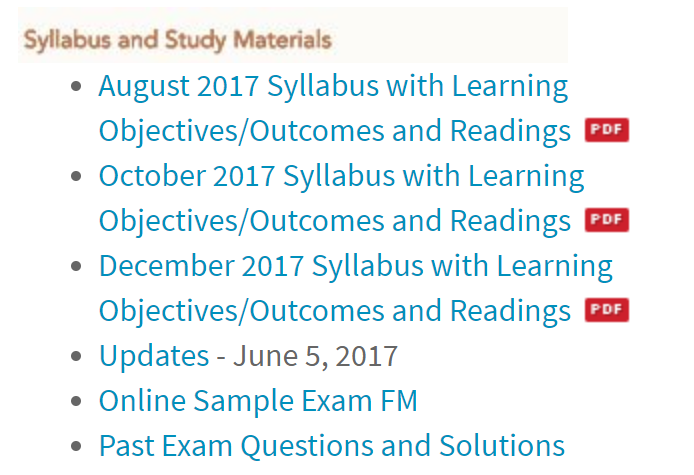 Syllabus and Study Materials
August 2017 Syllabus with Learning
Objectives/Outcomes and Readings PDF
October 2017 Syllabus with Learning
Objectives/Outcomes and Readings PDF
December 2017 Syllabus with Learning
Objectives/Outcomes and Readings PDF
Updates - June 5, 2017
Online Sample Exam FM
Past Exam Questions and Solutions